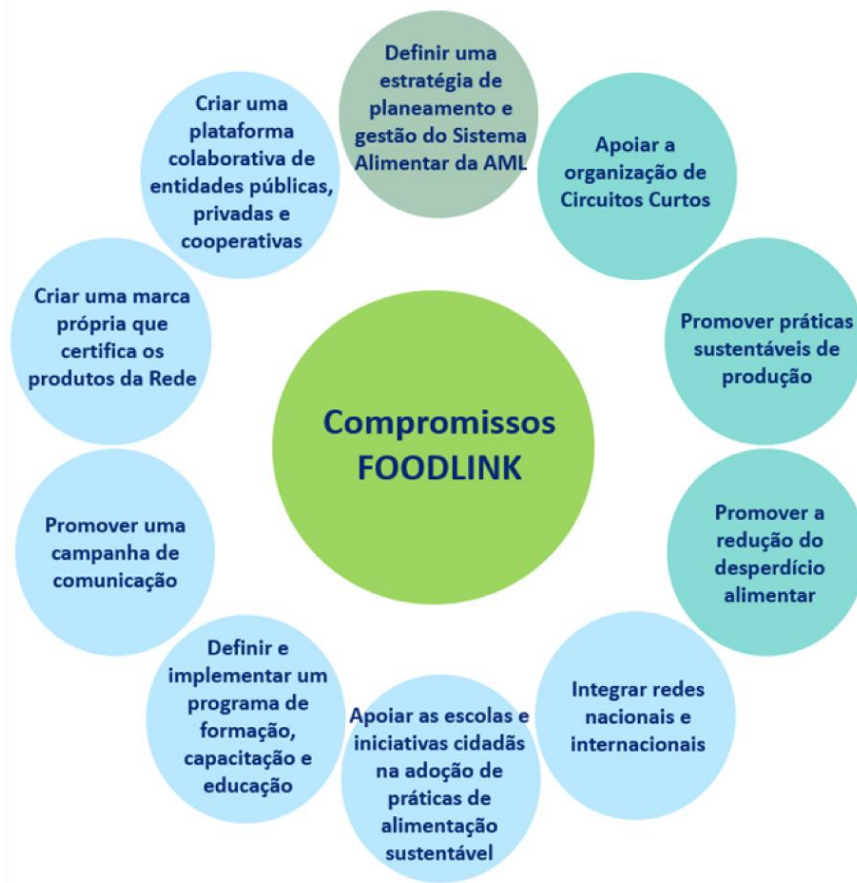 Definir uma
estratégia de
planeamento e
gestão do Sistema
Alimentar da AML
Apoiar a
organização de
Circuitos Curtos
Promover práticas
sustentáveis de
produção
Promover a
redução do
desperdício
alimentar
Integrar redes
nacionais e
internacionais
Apoiar as escolas e
iniciativas cidadãs
na adoção de
práticas de
alimentação
sustentável
Definir e
implementar um
programa de
formação,
capacitação e
educação
Promover uma
campanha de
comunicação
Criar uma marca
própria que
certifica os
produtos da Rede
Criar uma
plataforma
colaborativa de
entidades públicas,
privadas e
cooperativas
Compromissos
FOODLINK